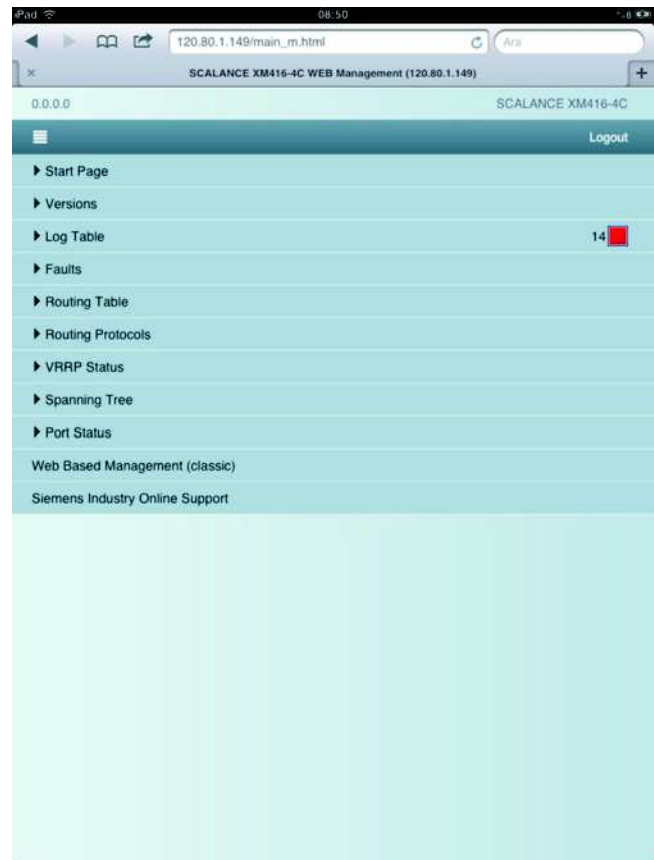 iPad 08:50
120.80.1.149/main_m.html Ara
SCALANCE XM416-4C WEB Management (120.80.1.149)
0.0.0.0 SCALANCE XM416-4C
Logout
Start Page
Versions
Log Table 14
Faults
Routing Table
Routing Protocols
VRRP Status
Spanning Tree
Port Status
Web Based Management (classic)
Siemens Industry Online Support